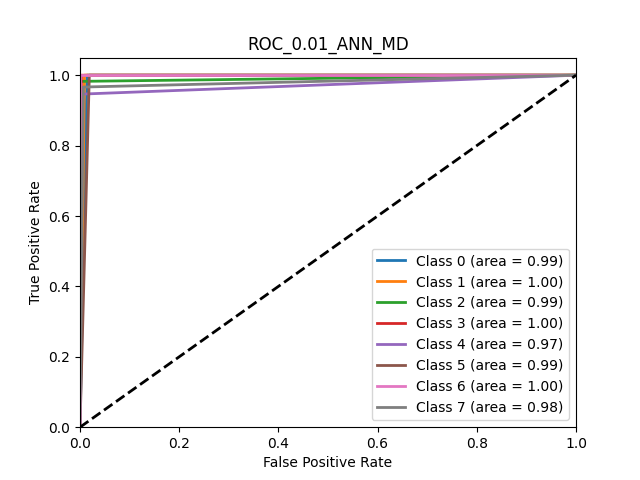 ROC_0.01_ANN_MD
True Positive Rate
1.0
0.8
0.6
0.4
0.2
0.0
Class 0 (area = 0.99)
Class 1 (area = 1.00)
Class 2 (area = 0.99)
Class 3 (area = 1.00)
Class 4 (area = 0.97)
Class 5 (area = 0.99)
Class 6 (area = 1.00)
Class 7 (area = 0.98)
0.0 0.2 0.4 0.6 0.8 1.0
False Positive Rate